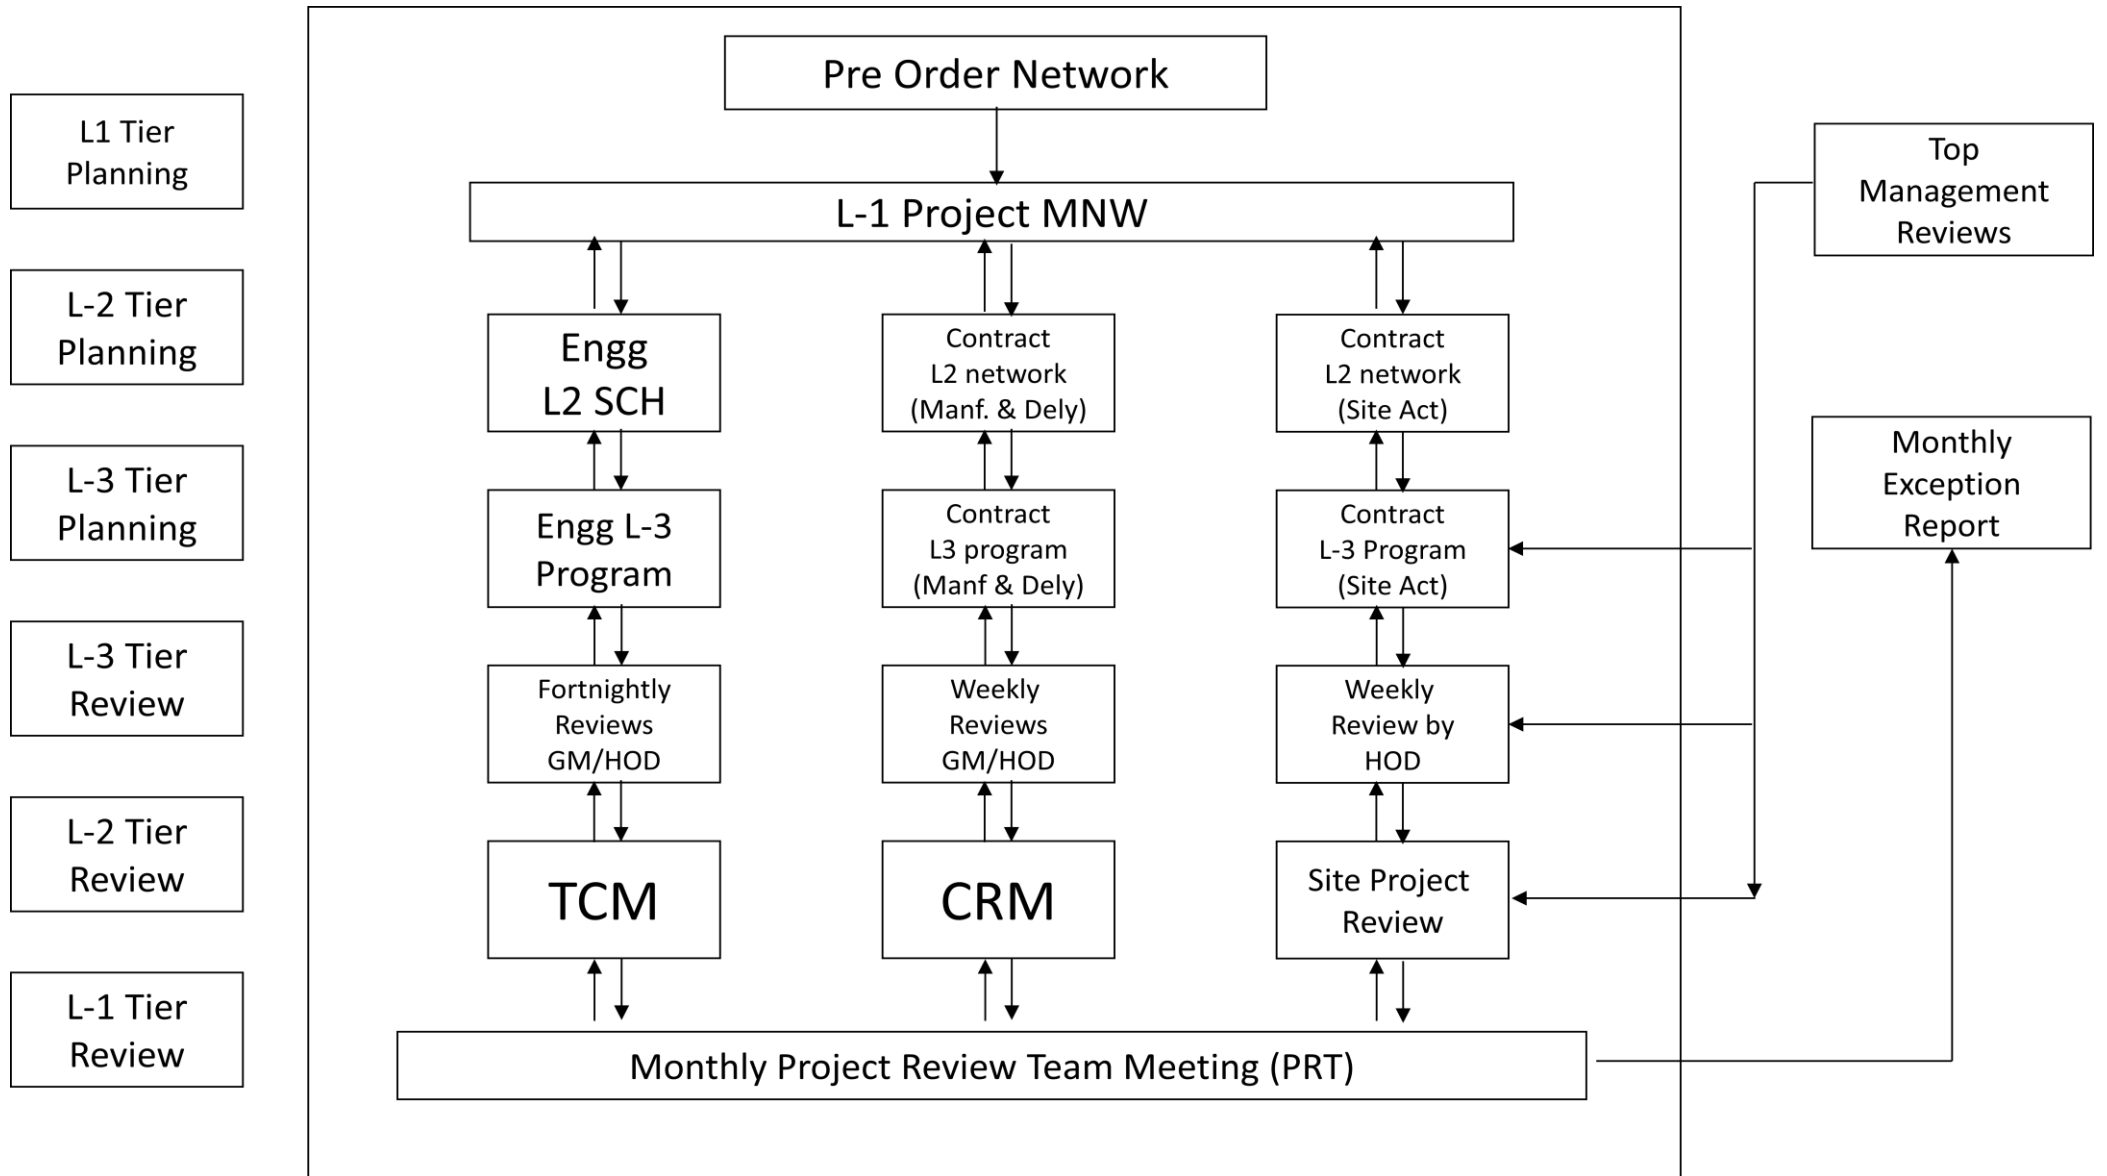 Pre Order Network
L1 Tier
Planning
Top
Management
Reviews
L-1 Project MNW
L-2 Tier
Planning
Engg
L2 SCH
Contract
L2 network
(Manf. & Dely)
Contract
L2 network
(Site Act)
Monthly
Exception
Report
L-3 Tier
Planning
Engg L-3
Program
Contract
L3 program
(Manf & Dely)
Contract
L-3 Program
(Site Act)
L-3 Tier
Review
Fortnightly
Reviews
GM/HOD
Weekly
Reviews
GM/HOD
Weekly
Review by
HOD
L-2 Tier
Review
TCM
CRM
Site Project
Review
L-1 Tier
Review
Monthly Project Review Team Meeting (PRT)